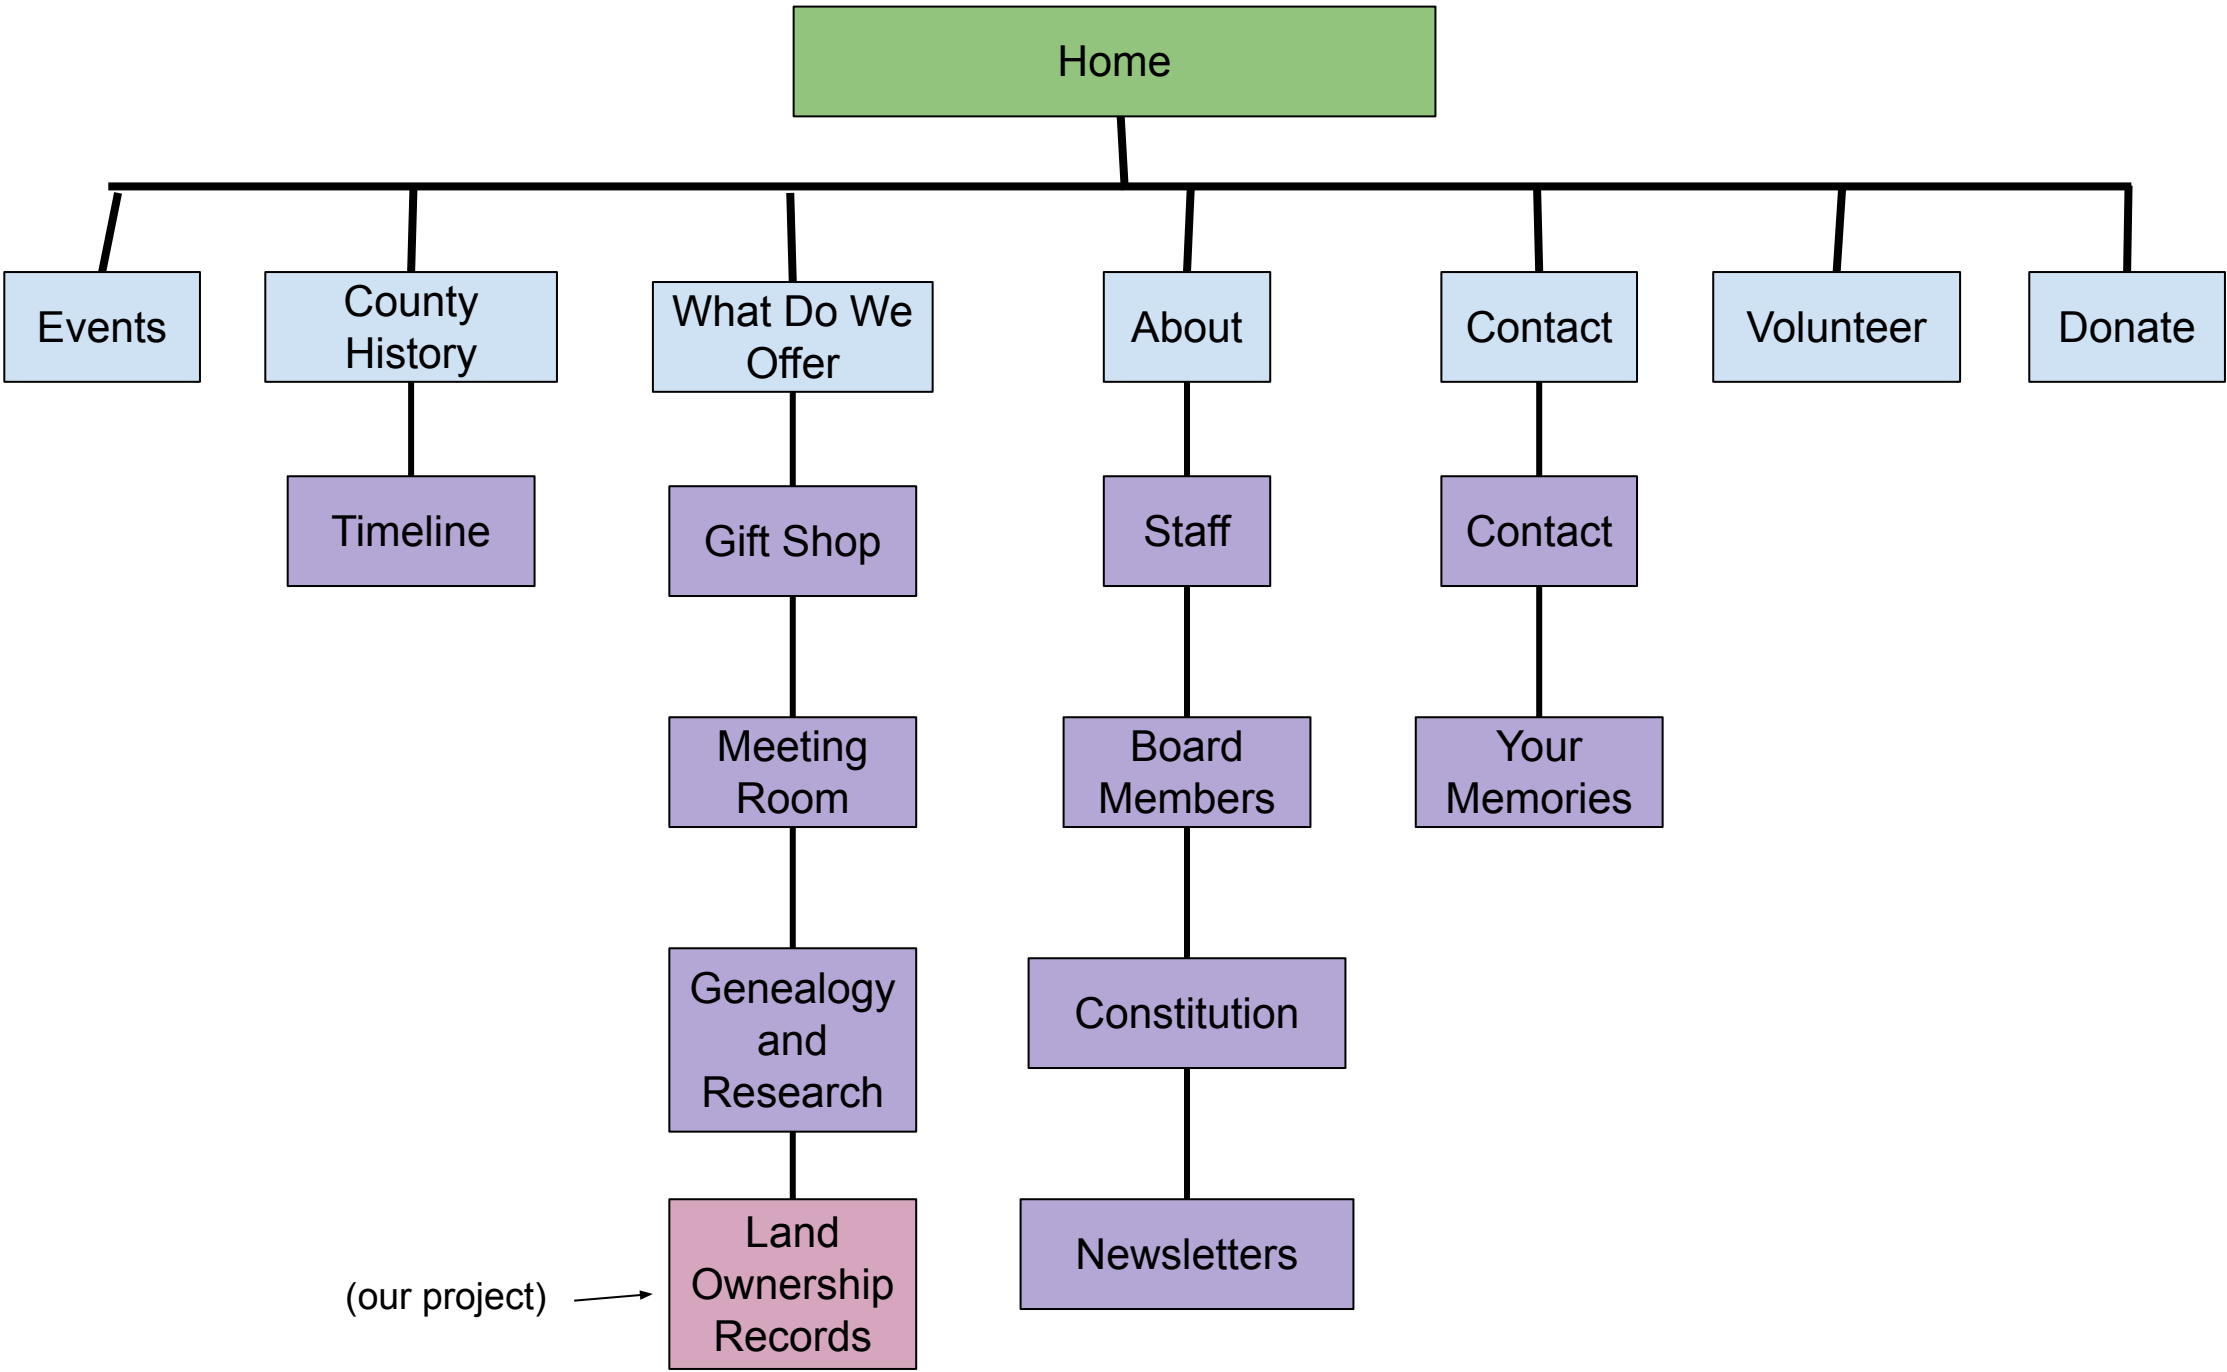 Home
Events
County
History
What Do We
Offer
About
Contact
Volunteer
Donate
Timeline
Gift Shop
Staff
Contact
Meeting
Room
Board
Members
Your
Memories
Genealogy
and
Research
Constitution
Land
Ownership
Records
Newsletters
(our project)